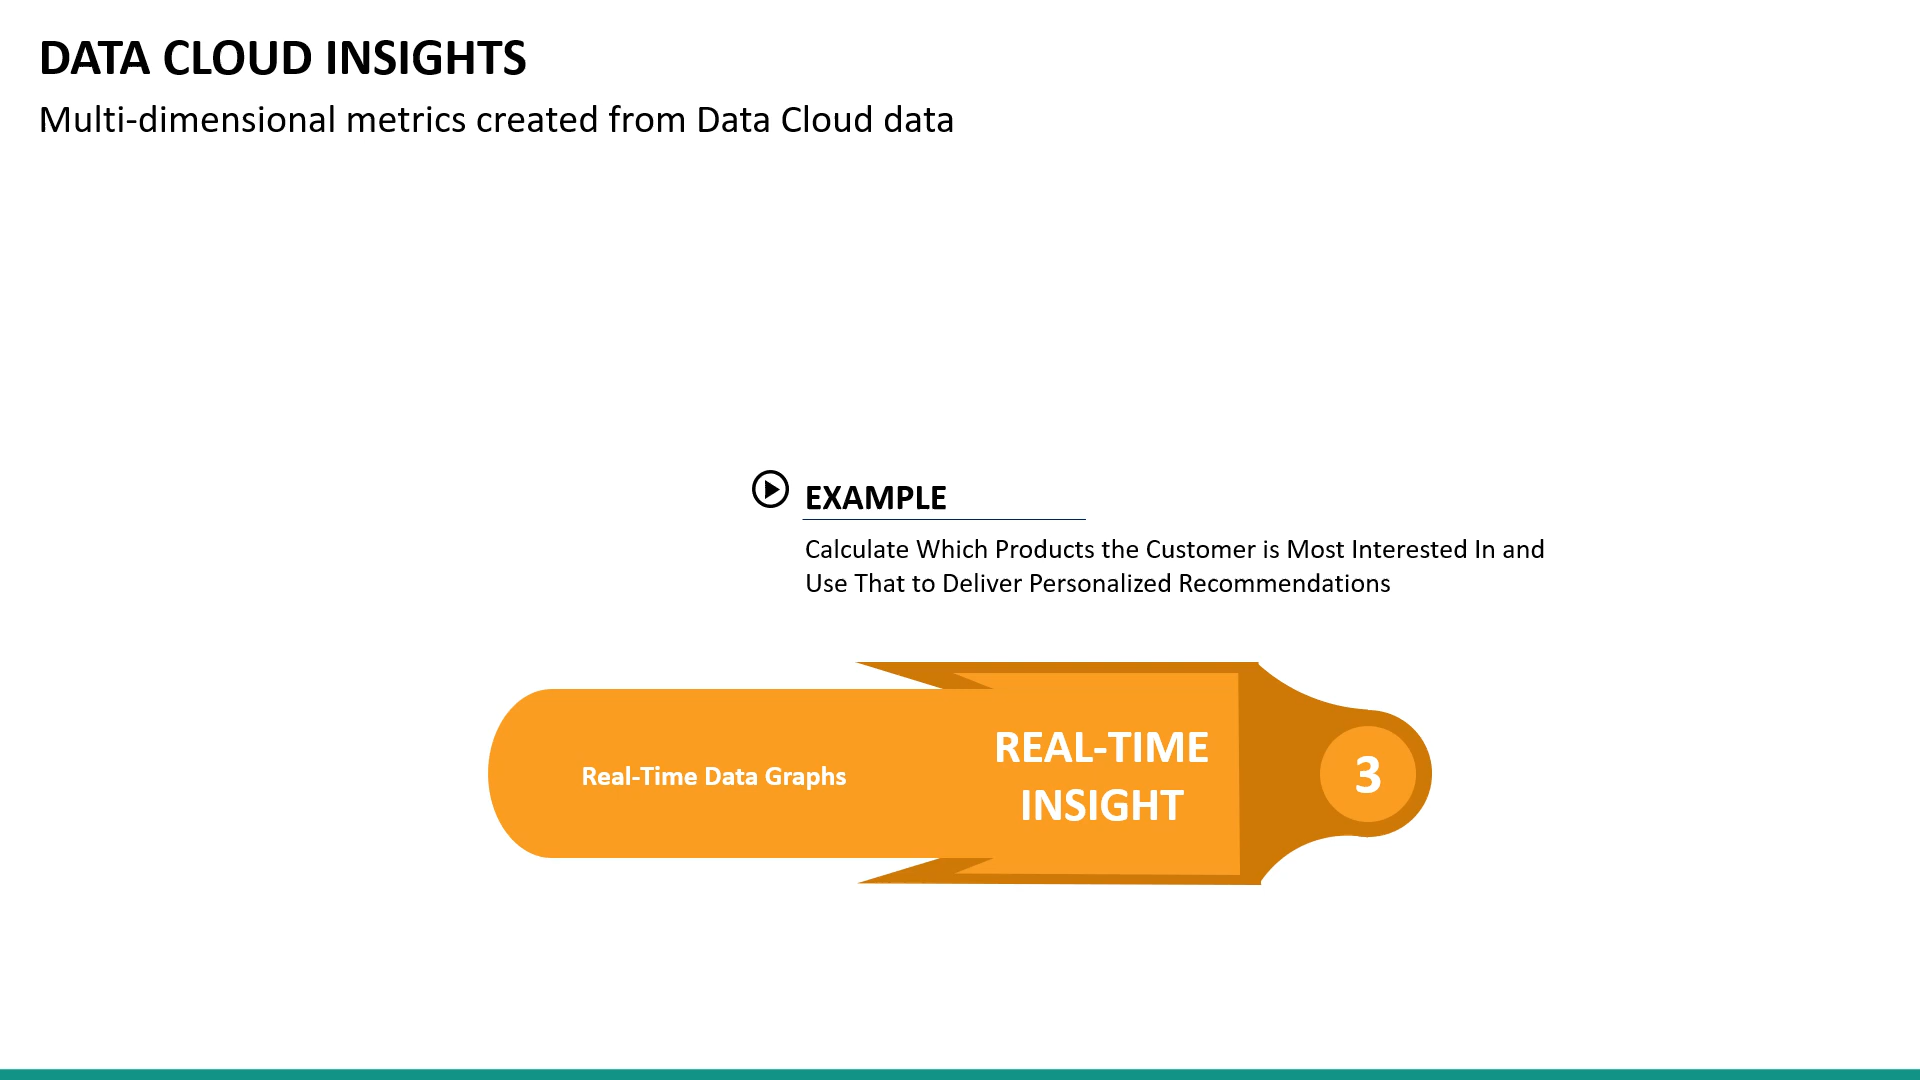 DATA CLOUD INSIGHTS
Multi-dimensional metrics created from Data Cloud data
EXAMPLE
Calculate Which Products the Customer is Most Interested In and
Use That to Deliver Personalized Recommendations
Real-Time Data Graphs
REAL-TIME
INSIGHT
3